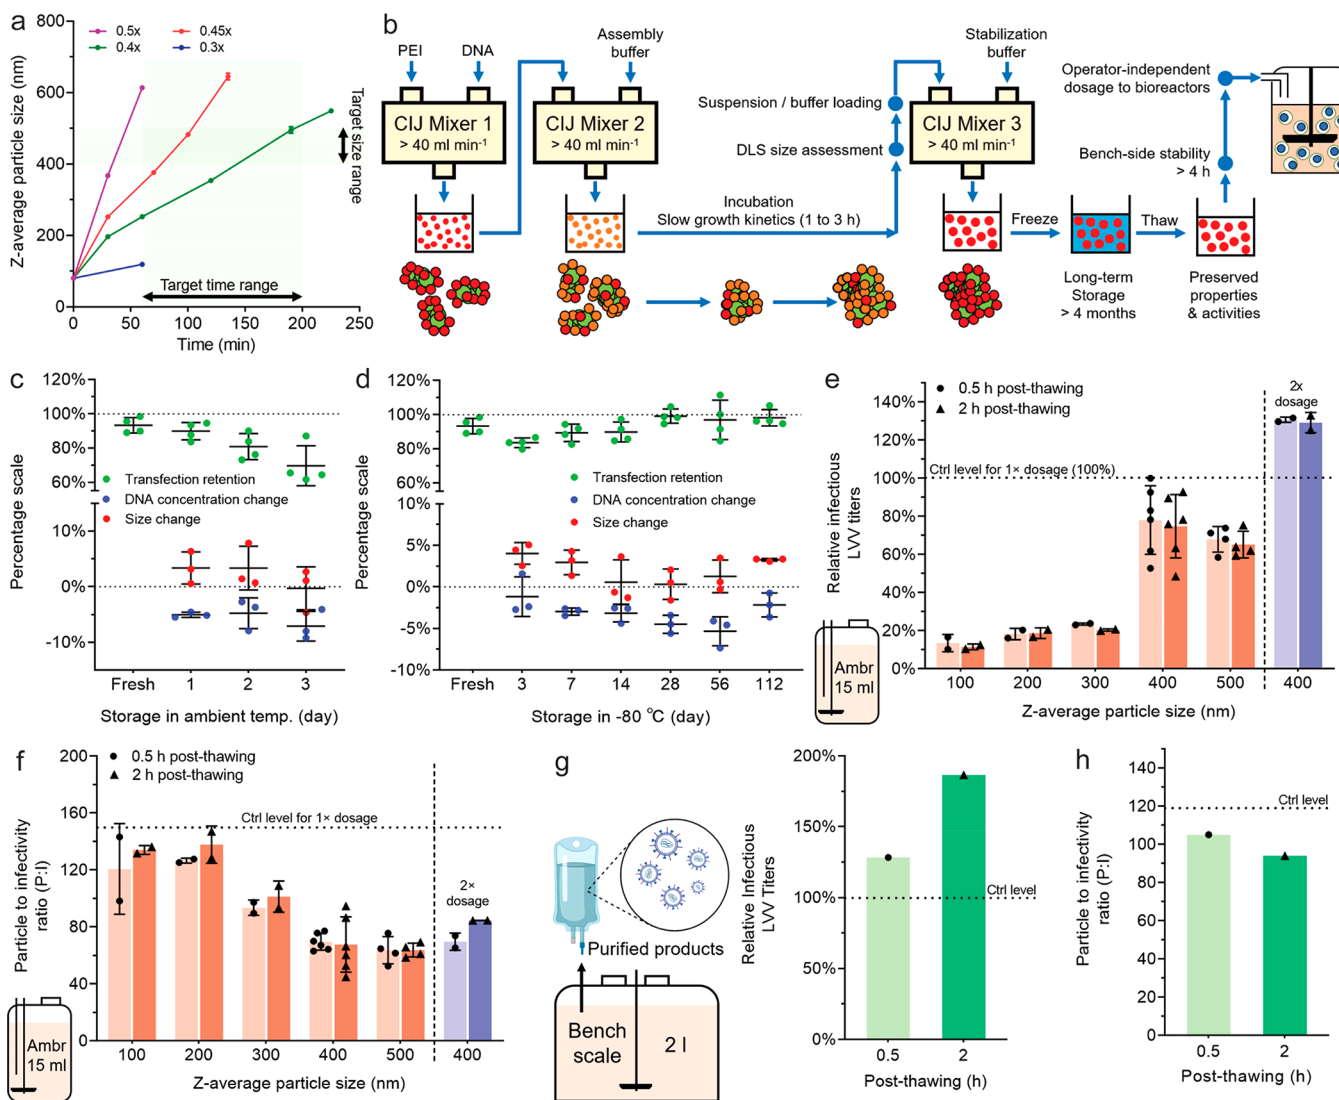 a
Z-average particle size (nm)
800
600
400
200
0
0.5x
0.45x
0.4x
0.3x
Target size range
Target time range
0
50
100
150
200
250
Time (min)
b
PEI
DNA
Assembly
buffer
Stabilization
buffer
CIJ Mixer 1
> 40 ml min⁻¹
CIJ Mixer 2
> 40 ml min⁻¹
CIJ Mixer 3
> 40 ml min⁻¹
Suspension / buffer loading
DLS size assessment
Incubation
Slow growth kinetics (1 to 3 h)
Operator-independent
dosage to bioreactors
Bench-side stability
> 4 h
Freeze
Thaw
Long-term
Storage
> 4 months
Preserved
properties
& activities
c
Percentage scale
120%
100%
80%
60%
10%
0%
-10%
Transfection retention
DNA concentration change
Size change
Fresh
1
2
3
Storage in ambient temp. (day)
d
Percentage scale
120%
100%
80%
60%
10%
5%
0%
-5%
-10%
Transfection retention
DNA concentration change
Size change
Fresh
3
7
14
28
56
112
Storage in -80 °C (day)
e
0.5 h post-thawing
2 h post-thawing
2x
dosage
Relative infectious
LVV titers
140%
120%
100%
80%
60%
40%
20%
0%
Ctrl level for 1× dosage (100%)
Ambr
15 ml
100
200
300
400
500
400
Z-average particle size (nm)
f
0.5 h post-thawing
2 h post-thawing
Particle to infectivity
ratio (P:I)
200
160
120
80
40
0
Ctrl level for 1× dosage
2×
dosage
Ambr
15 ml
100
200
300
400
500
400
Z-average particle size (nm)
g
Purified products
Bench
scale
2 l
Relative Infectious
LVV Titers
200%
150%
100%
50%
0%
Ctrl level
0.5
2
Post-thawing (h)
h
Particle to infectivity
ratio (P:I)
140
120
100
80
60
40
20
0
Ctrl level
0.5
2
Post-thawing (h)